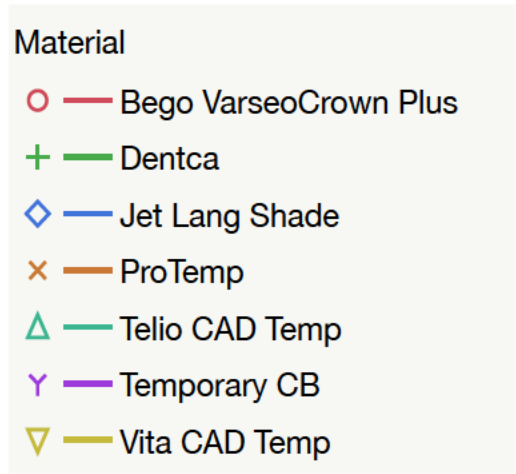 Material
Bego VarseoCrown Plus
Dentca
Jet Lang Shade
ProTemp
Telio CAD Temp
Temporary CB
Vita CAD Temp